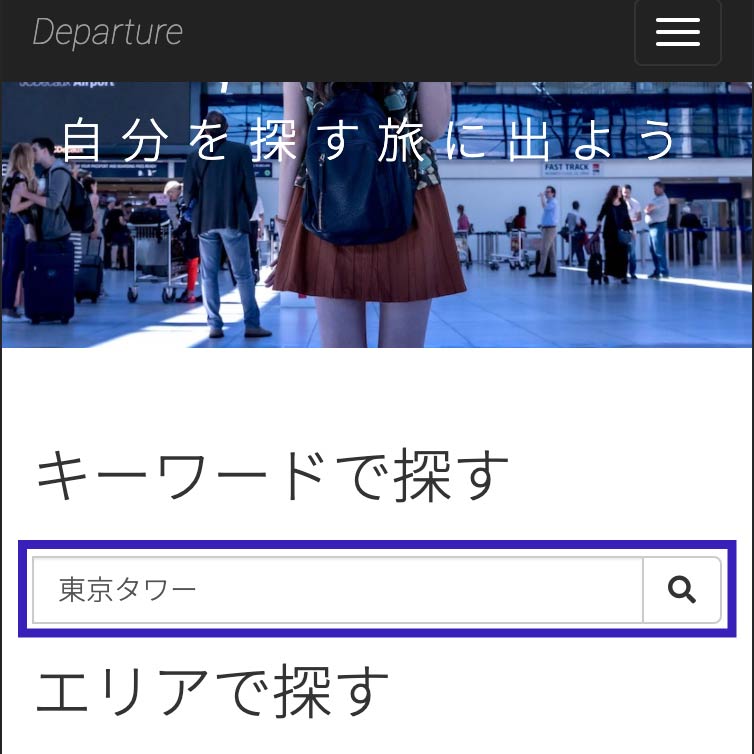 Departure
JCDecaux Airport
自分を探す旅に出よう
FAST TRACK
キーワードで探す
東京タワー
エリアで探す